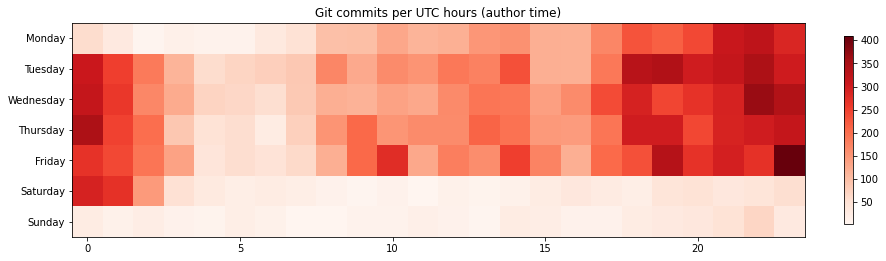 Git commits per UTC hours (author time)
Monday
Tuesday
Wednesday
Thursday
Friday
Saturday
Sunday
0 5 10 15 20
400
350
300
250
200
150
100
50